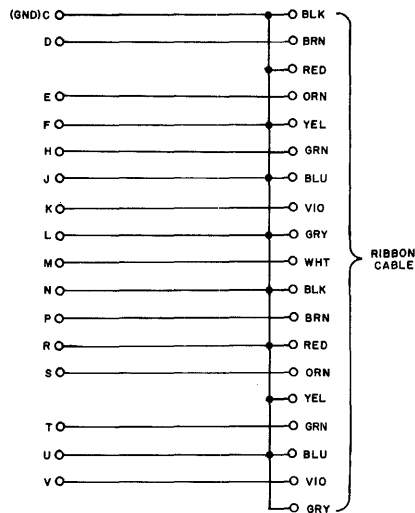 (GND) C BLK
D BRN
RED
E ORN
F YEL
H GRN
J BLU
K VIO
L GRY
M WHT
N BLK
P BRN
R RED
S ORN
YEL
T GRN
U BLU
V VIO
GRY
RIBBON
CABLE